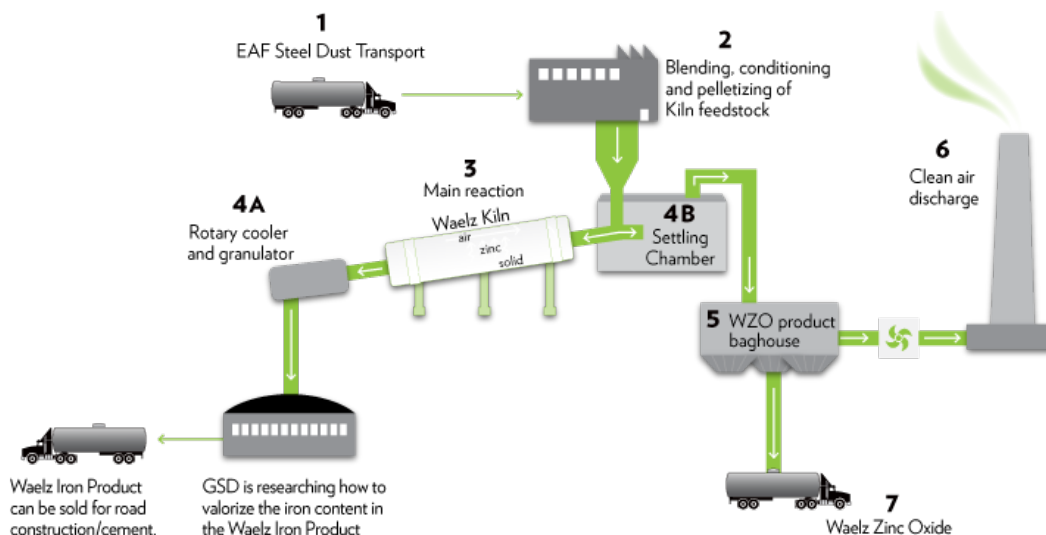 1
EAF Steel Dust Transport
2
Blending, conditioning
and pelletizing of
Kiln feedstock
3
Main reaction
Waelz Kiln
air
zinc
solid
4A
Rotary cooler
and granulator
4B
Settling
Chamber
5 WZO product
baghouse
6
Clean air
discharge
Waelz Iron Product
can be sold for road
construction/cement.
GSD is researching how to
valorize the iron content in
the Waelz Iron Product
7
Waelz Zinc Oxide